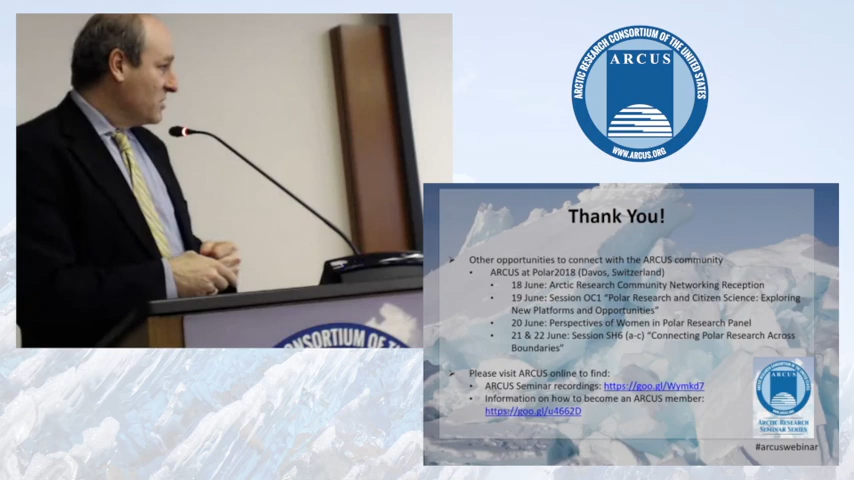 ARCTIC RESEARCH CONSORTIUM OF THE UNITED STATES
ARCUS
WWW.ARCUS.ORG
NSORTIUM OF T
Thank You!
➢ Other opportunities to connect with the ARCUS community
• ARCUS at Polar2018 (Davos, Switzerland)
• 18 June: Arctic Research Community Networking Reception
• 19 June: Session OC1 "Polar Research and Citizen Science: Exploring
New Platforms and Opportunities"
• 20 June: Perspectives of Women in Polar Research Panel
• 21 & 22 June: Session SH6 (a-c) "Connecting Polar Research Across
Boundaries"
➢ Please visit ARCUS online to find:
• ARCUS Seminar recordings: https://goo.gl/Wymkd7
• Information on how to become an ARCUS member:
https://goo.gl/u4662D
ARCUS
ARCTIC RESEARCH
SEMINAR SERIES
#arcuswebinar